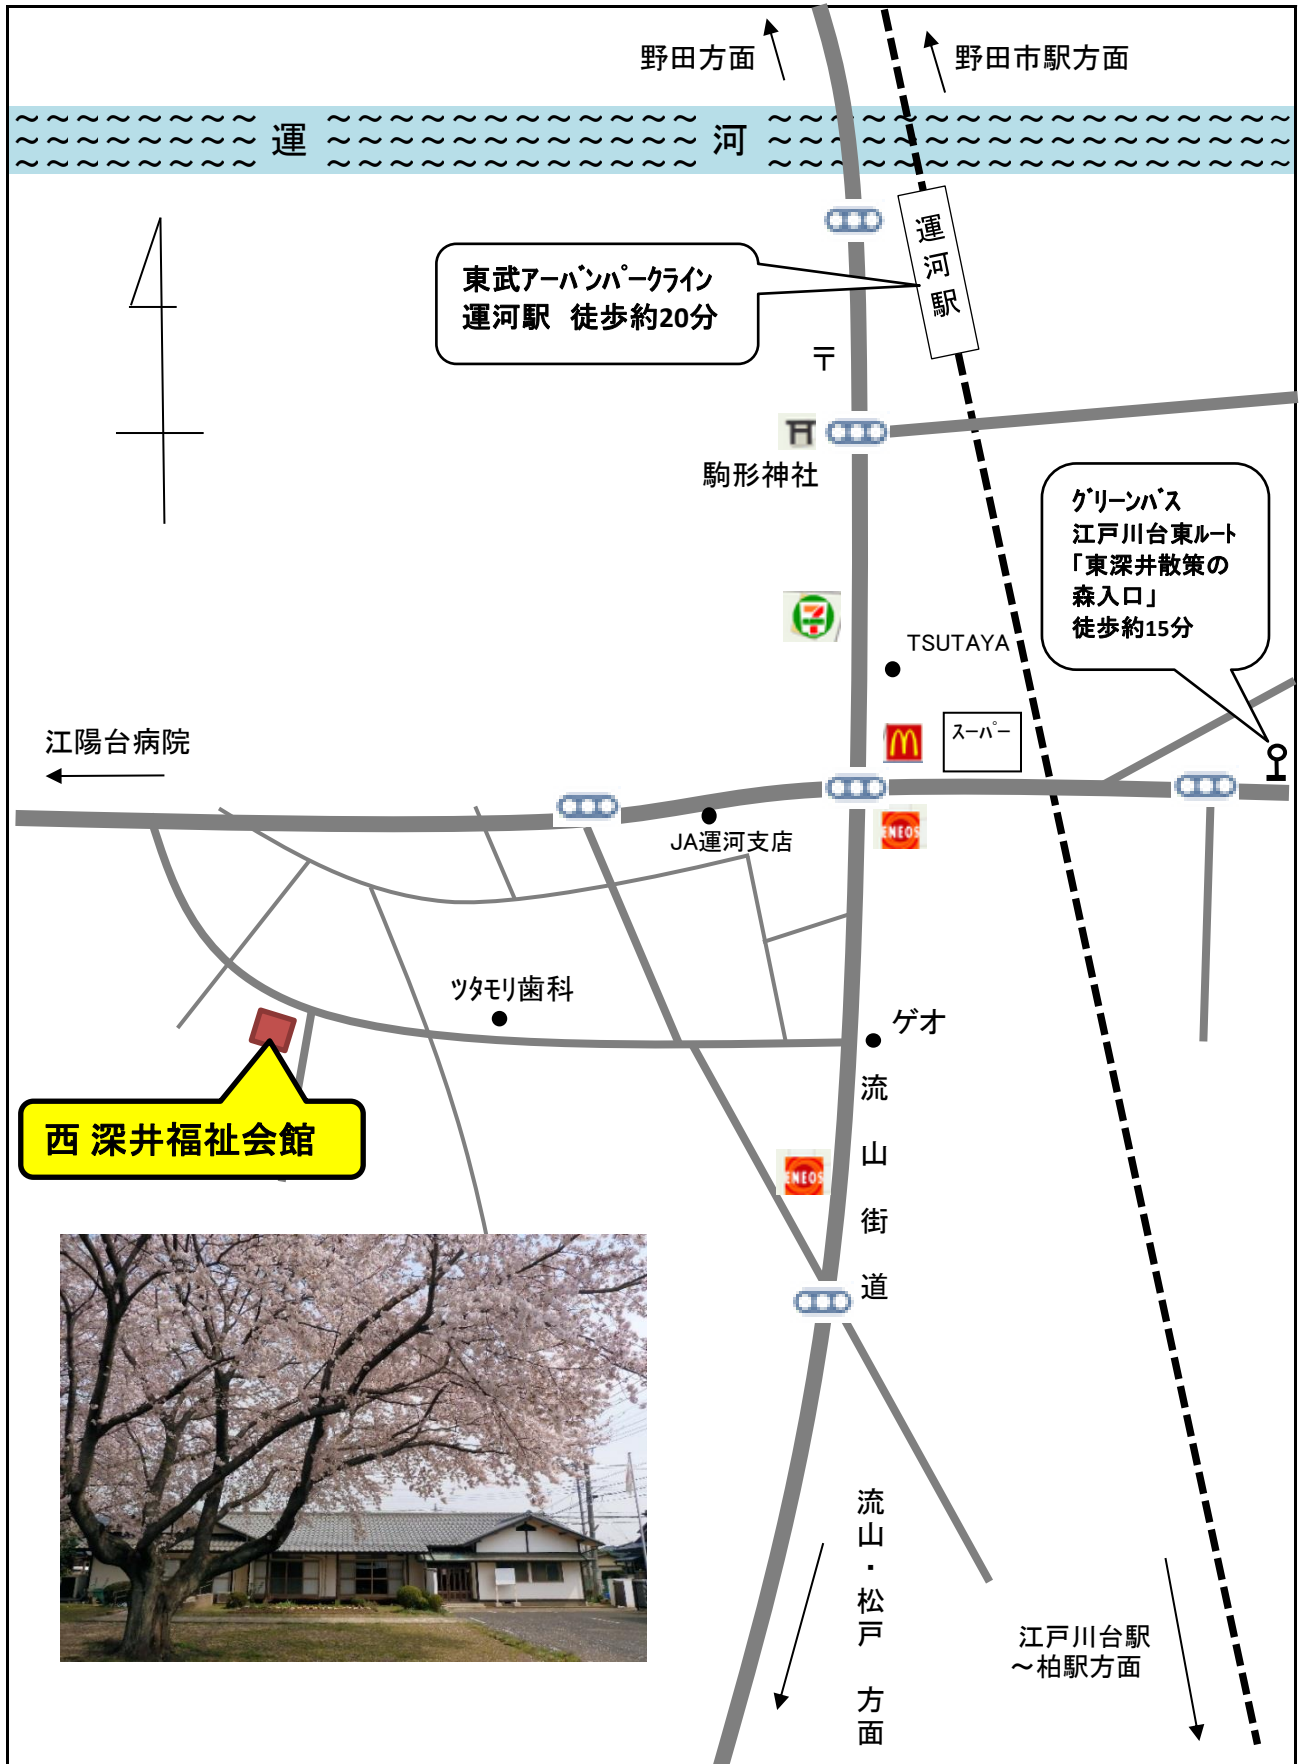 野田方面
野田市駅方面
運 河
運河駅
東武アーバンパークライン
運河駅 徒歩約20分
〒
駒形神社
グリーンバス
江戸川台東ルート
「東深井散策の
森入口」
徒歩約15分
TSUTAYA
スーパー
江陽台病院
JA運河支店
ENEOS
ツタモリ歯科
ゲオ
西 深井福祉会館
流山街道
ENEOS
流山・松戸 方面
江戸川台駅
～柏駅方面